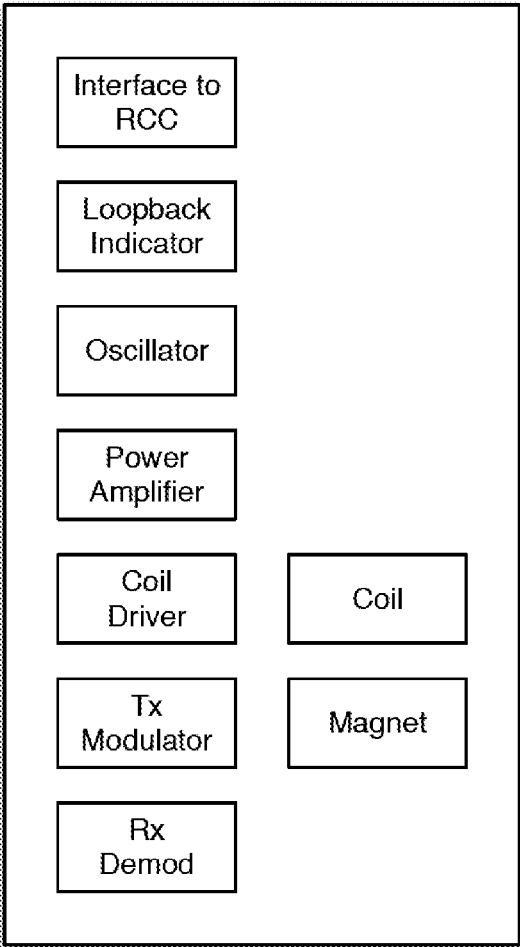 Interface to
RCC
Loopback
Indicator
Oscillator
Power
Amplifier
Coil
Driver
Coil
Tx
Modulator
Magnet
Rx
Demod